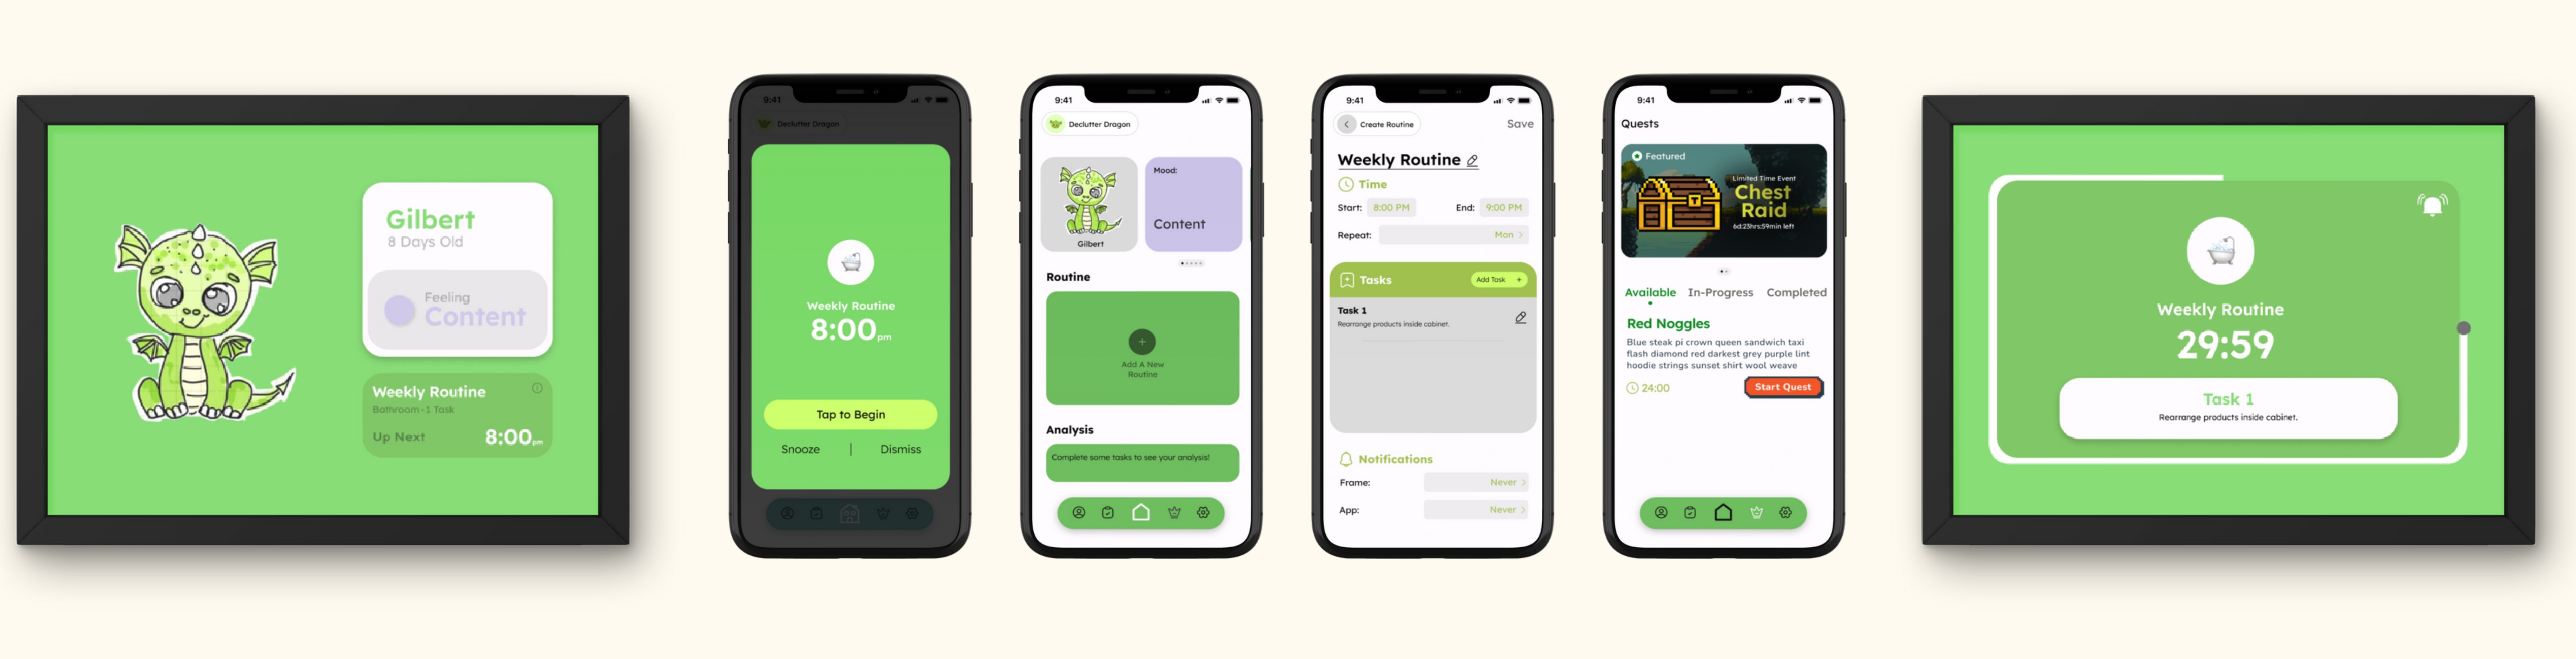 Gilbert
8 Days Old
Feeling
Content
Weekly Routine
Bathroom • 1 Task
Up Next
8:00pm
9:41
Declutter Dragon
Weekly Routine
8:00pm
Tap to Begin
Snooze | Dismiss
9:41
Declutter Dragon
Gilbert
Mood:
Content
Routine
Add A New
Routine
Analysis
Complete some tasks to see your analysis!
9:41
Create Routine
Save
Weekly Routine
Time
Start: 8:00 PM End: 9:00 PM
Repeat: Mon >
Tasks
Add Task +
Task 1
Rearrange products inside cabinet.
Notifications
Frame: Never >
App: Never >
9:41
Quests
Featured
Limited Time Event
Chest
Raid
6d:23hrs:59min left
Available In-Progress Completed
Red Noggles
Blue steak pi crown queen sandwich taxi
flash diamond red darkest grey purple lint
hoodie strings sunset shirt wool weave
24:00
Start Quest
Weekly Routine
29:59
Task 1
Rearrange products inside cabinet.